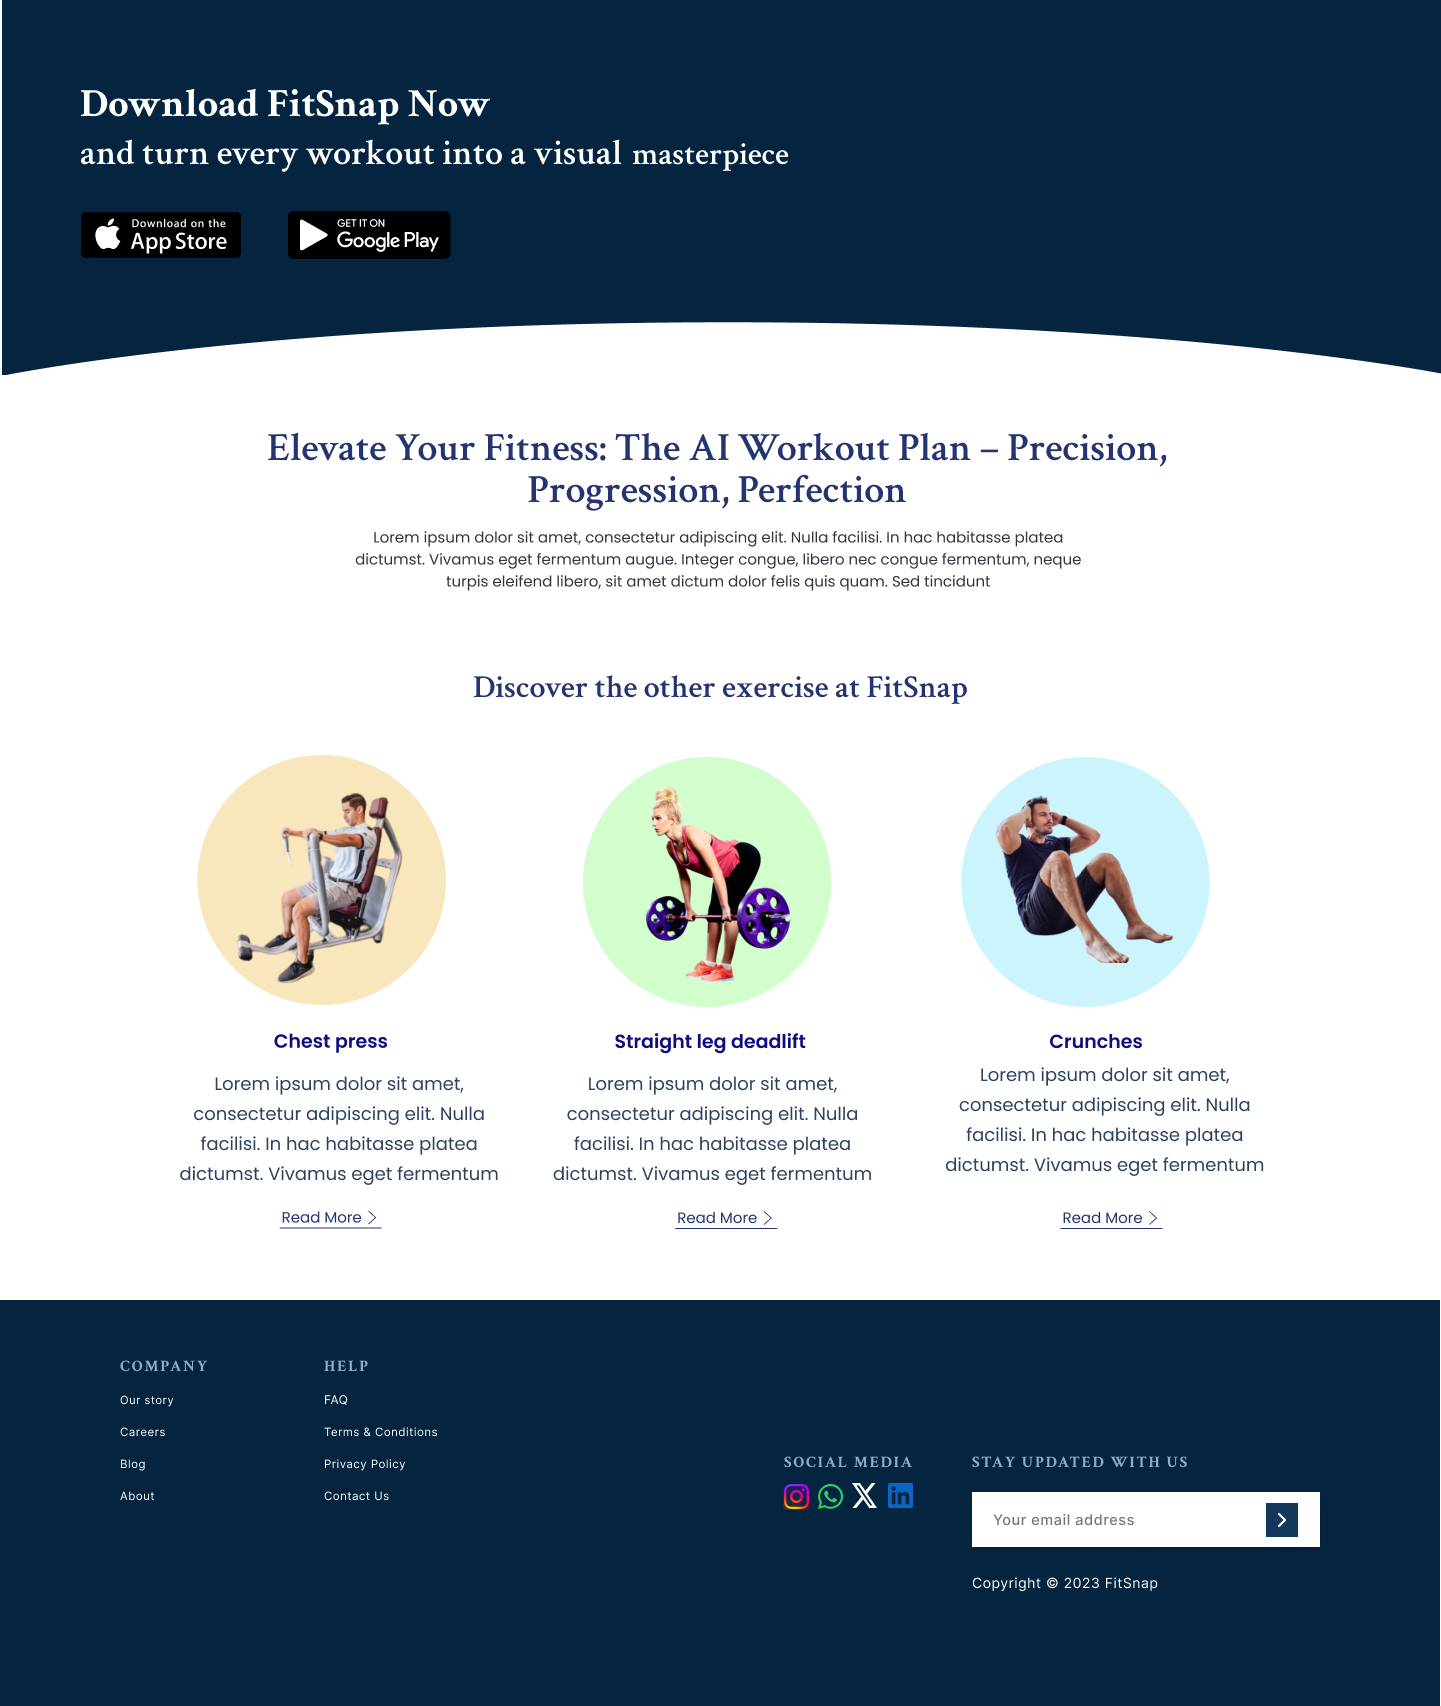 Download FitSnap Now
and turn every workout into a visual masterpiece
Download on the
App Store
GET IT ON
Google Play
Elevate Your Fitness: The AI Workout Plan – Precision,
Progression, Perfection
Lorem ipsum dolor sit amet, consectetur adipiscing elit. Nulla facilisi. In hac habitasse platea
dictumst. Vivamus eget fermentum augue. Integer congue, libero nec congue fermentum, neque
turpis eleifend libero, sit amet dictum dolor felis quis quam. Sed tincidunt
Discover the other exercise at FitSnap
Chest press
Lorem ipsum dolor sit amet,
consectetur adipiscing elit. Nulla
facilisi. In hac habitasse platea
dictumst. Vivamus eget fermentum
Read More
Straight leg deadlift
Lorem ipsum dolor sit amet,
consectetur adipiscing elit. Nulla
facilisi. In hac habitasse platea
dictumst. Vivamus eget fermentum
Read More
Crunches
Lorem ipsum dolor sit amet,
consectetur adipiscing elit. Nulla
facilisi. In hac habitasse platea
dictumst. Vivamus eget fermentum
Read More
COMPANY
Our story
Careers
Blog
About
HELP
FAQ
Terms & Conditions
Privacy Policy
Contact Us
SOCIAL MEDIA
in
STAY UPDATED WITH US
Your email address
Copyright © 2023 FitSnap